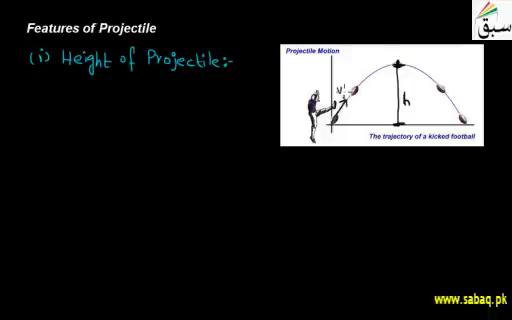 Features of Projectile
سبق
(i) Height of Projectile:-
Projectile Motion
h
The trajectory of a kicked football
www.sabaq.pk